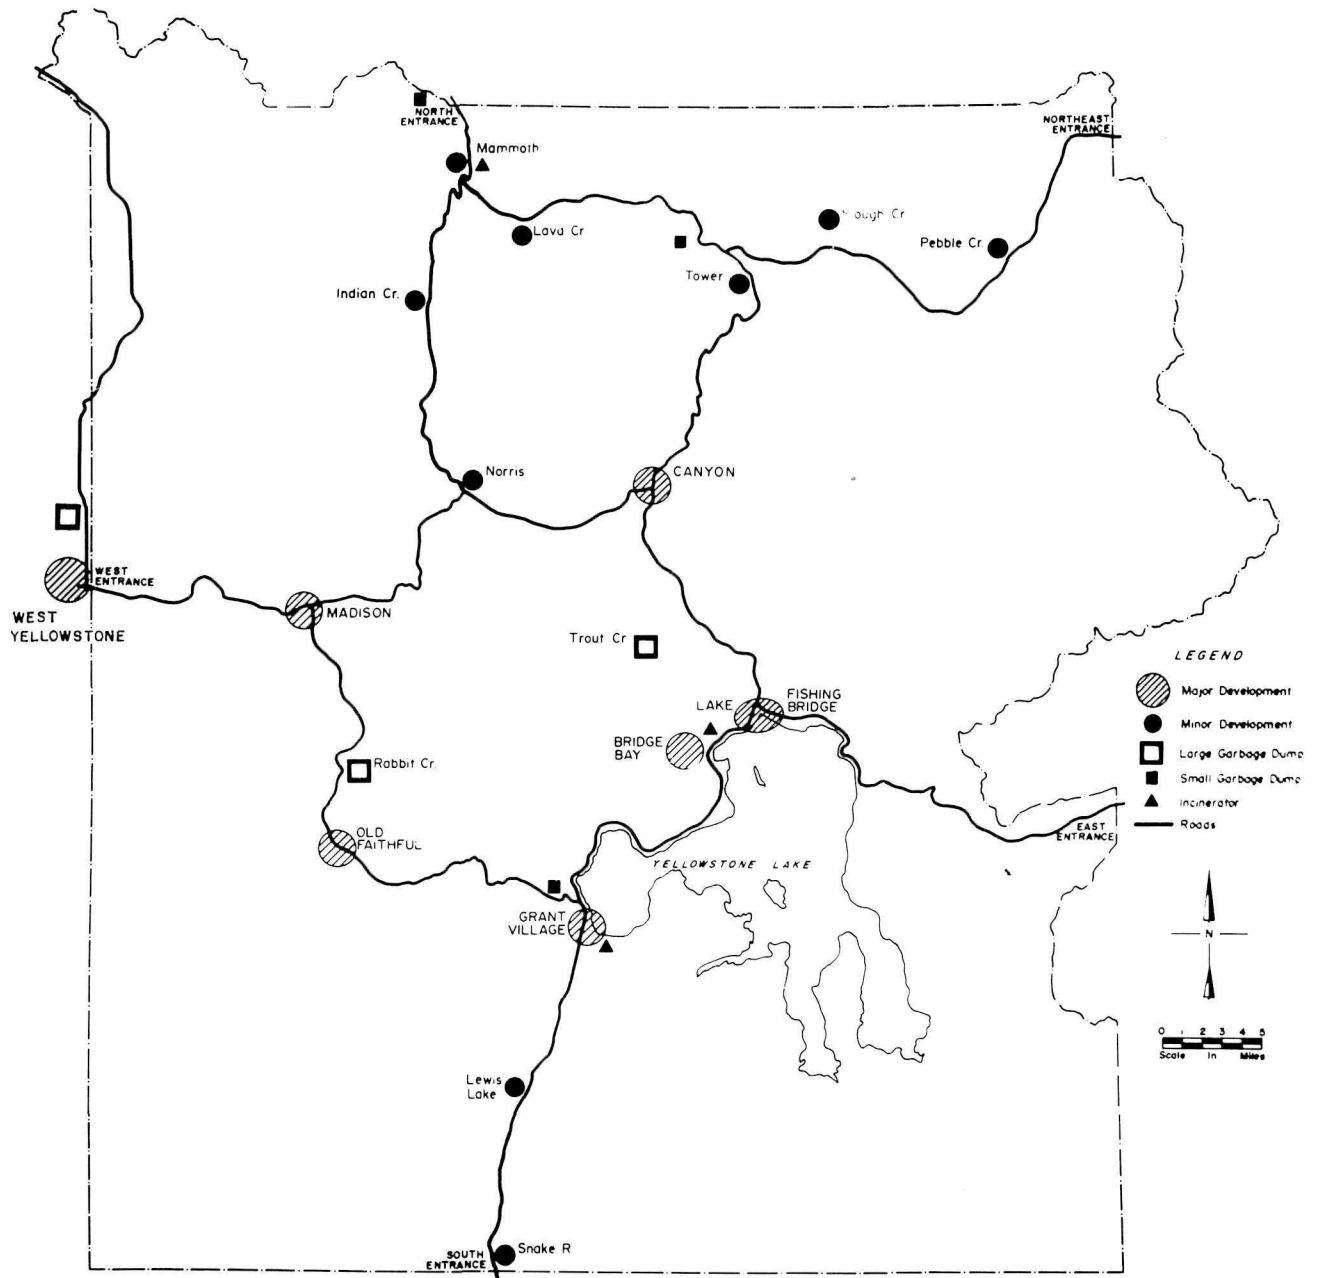 NORTH
ENTRANCE
NORTHEAST
ENTRANCE
Mammoth
Lava Cr
Cr
Pebble Cr.
Tower
Indian Cr.
Norris
CANYON
WEST
ENTRANCE
WEST
YELLOWSTONE
MADISON
Trout Cr
LAKE
FISHING
BRIDGE
BRIDGE
BAY
Rabbit Cr.
OLD
FAITHFUL
EAST
ENTRANCE
YELLOWSTONE LAKE
GRANT
VILLAGE
Lewis
Lake
Snake R
SOUTH
ENTRANCE
LEGEND
Major Development
Minor Development
Large Garbage Dump
Small Garbage Dump
Incinerator
Roads
N
0 1 2 3 4 5
Scale In Miles